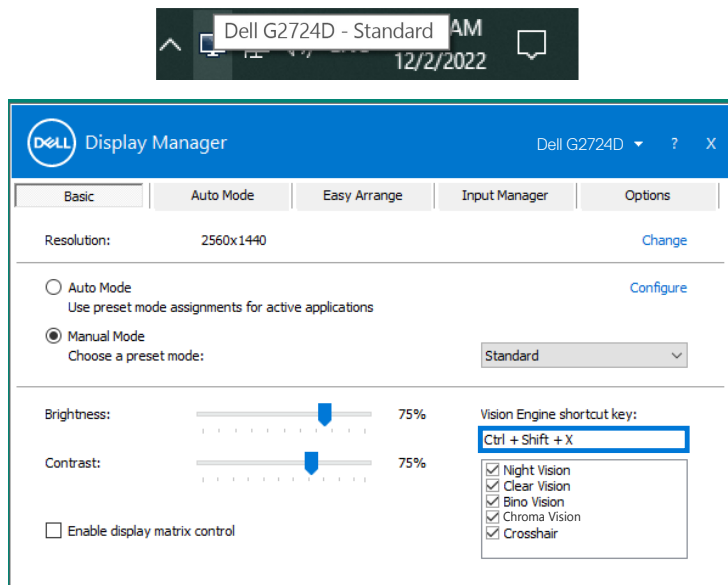 Dell G2724D - Standard
AM
12/2/2022
DELL
Display Manager
Dell G2724D
?
X
Basic
Auto Mode
Easy Arrange
Input Manager
Options
Resolution:
2560x1440
Change
Auto Mode
Configure
Use preset mode assignments for active applications
Manual Mode
Choose a preset mode:
Standard
Brightness:
75%
Vision Engine shortcut key:
Ctrl + Shift + X
Contrast:
75%
Night Vision
Clear Vision
Bino Vision
Chroma Vision
Crosshair
Enable display matrix control